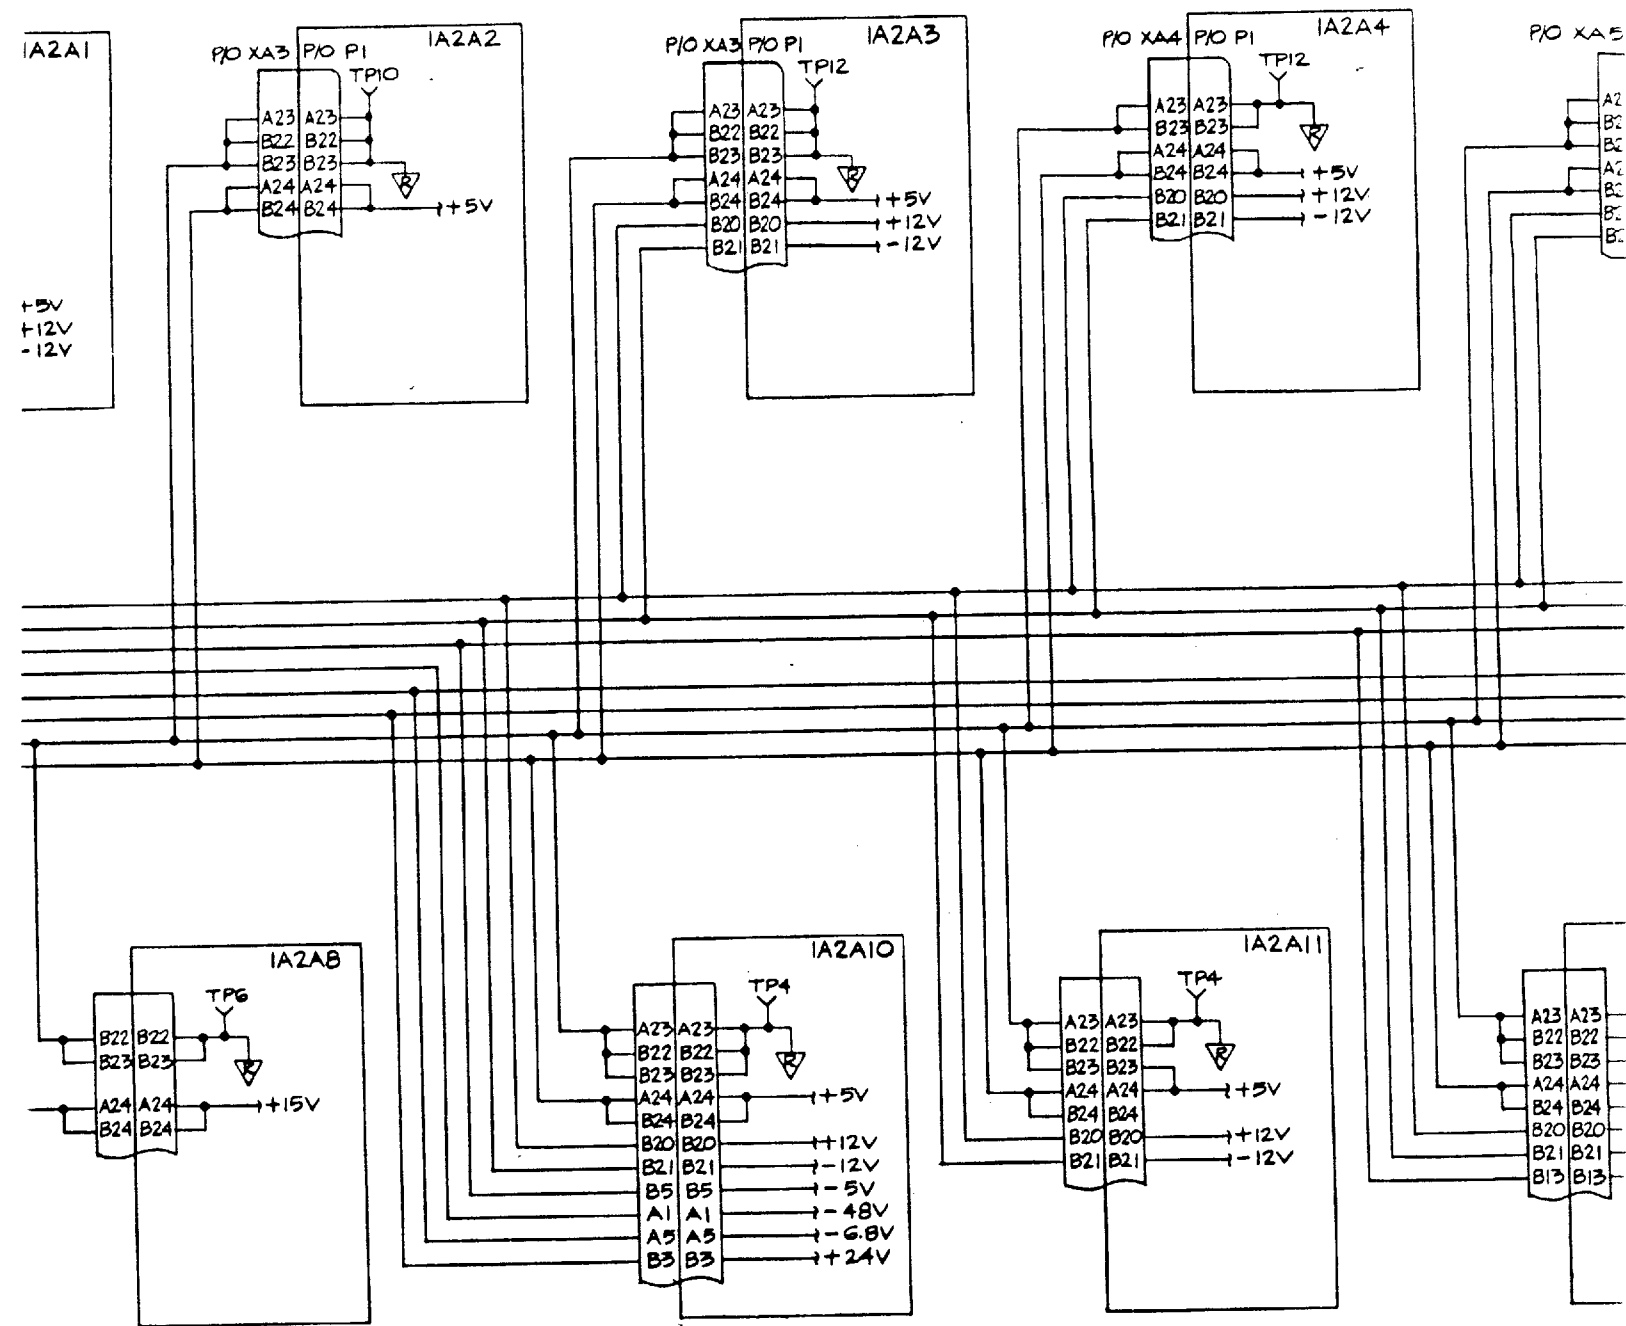 1A2A1
+5V
+12V
-12V
1A2A2
P/O XA3 P/O P1
TP10
A23 A23
B22 B22
B23 B23
A24 A24
B24 B24
+5V
1A2A3
P/O XA3 P/O P1
TP12
A23 A23
B22 B22
B23 B23
A24 A24
B24 B24 +5V
B20 B20 +12V
B21 B21 -12V
R
R
1A2A4
P/O XA4 P/O P1
TP12
A23 A23
B23 B23
R
A24 A24
B24 B24 +5V
B20 B20 +12V
B21 B21 -12V
P/O XA5
1A2A8
TP6
B22 B22
B23 B23
R
A24 A24 +15V
B24 B24
1A2A10
TP4
A23 A23
B22 B22
B23 B23
R
A24 A24 +5V
B24 B24
B20 B20 +12V
B21 B21 -12V
B5 B5 -5V
A1 A1 -48V
A5 A5 -6.8V
B3 B3 +24V
1A2A11
TP4
A23 A23
B22 B22
B23 B23
R
A24 A24 +5V
B24 B24
B20 B20 +12V
B21 B21 -12V
A23 A23
B22 B22
B23 B23
A24 A24
B24 B24
B20 B20
B21 B21
B13 B13